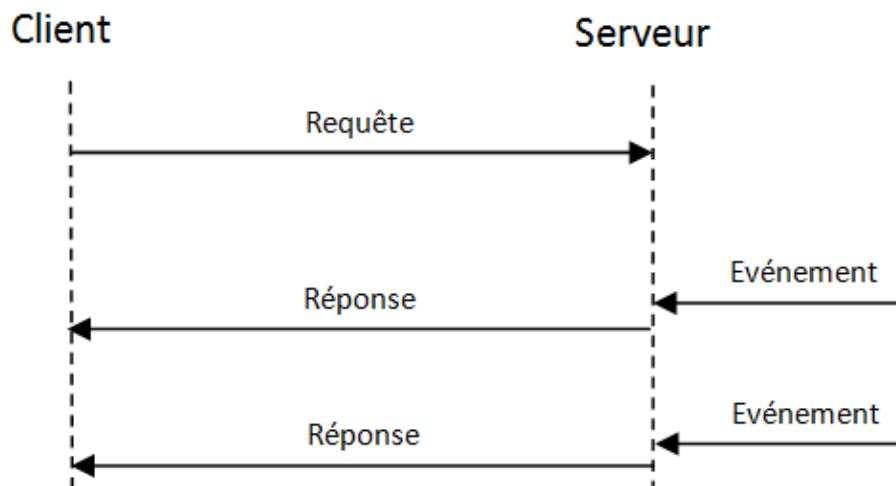 Client
Serveur
Requête
Evénement
Réponse
Evénement
Réponse